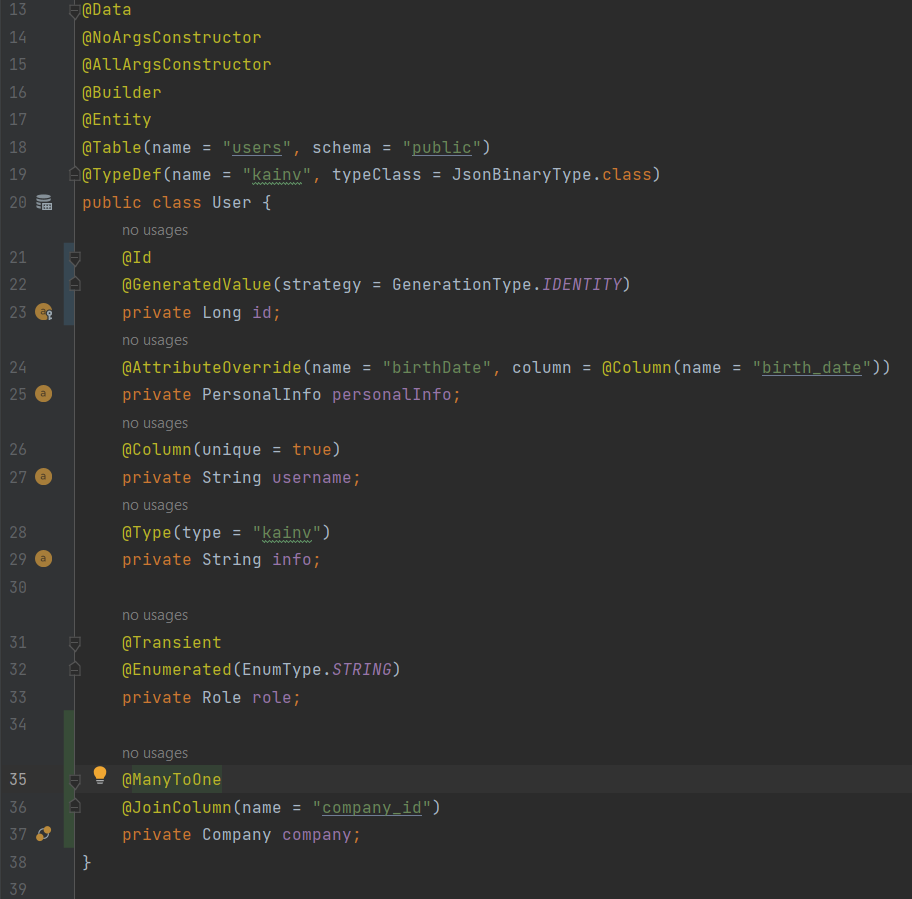 13 @Data
14 @NoArgsConstructor
15 @AllArgsConstructor
16 @Builder
17 @Entity
18 @Table(name = "users", schema = "public")
19 @TypeDef(name = "kainv", typeClass = JsonBinaryType.class)
20 public class User {
no usages
21 @Id
22 @GeneratedValue(strategy = GenerationType.IDENTITY)
23 private Long id;
no usages
24 @AttributeOverride(name = "birthDate", column = @Column(name = "birth_date"))
25 private PersonalInfo personalInfo;
no usages
26 @Column(unique = true)
27 private String username;
no usages
28 @Type(type = "kainv")
29 private String info;
30
no usages
31 @Transient
32 @Enumerated(EnumType.STRING)
33 private Role role;
34
no usages
35 @ManyToOne
36 @JoinColumn(name = "company_id")
37 private Company company;
38 }
39